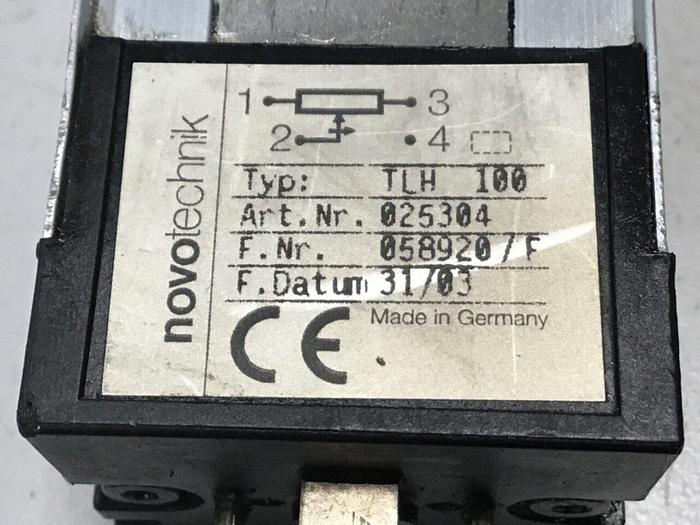 novotechnik
1 3
2 4
Typ: TLH 100
Art.Nr. 025304
F.Nr. 058920/F
F.Datum 31/03
CE Made in Germany